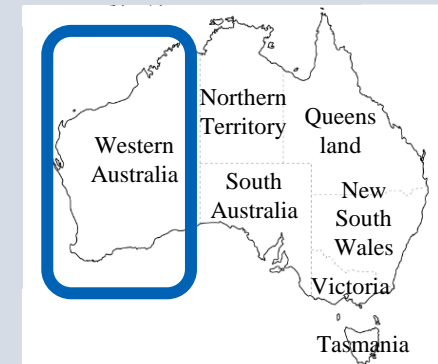 Northern
Territory
Queens
land
Western
Australia
South
Australia
New
South
Wales
Victoria
Tasmania